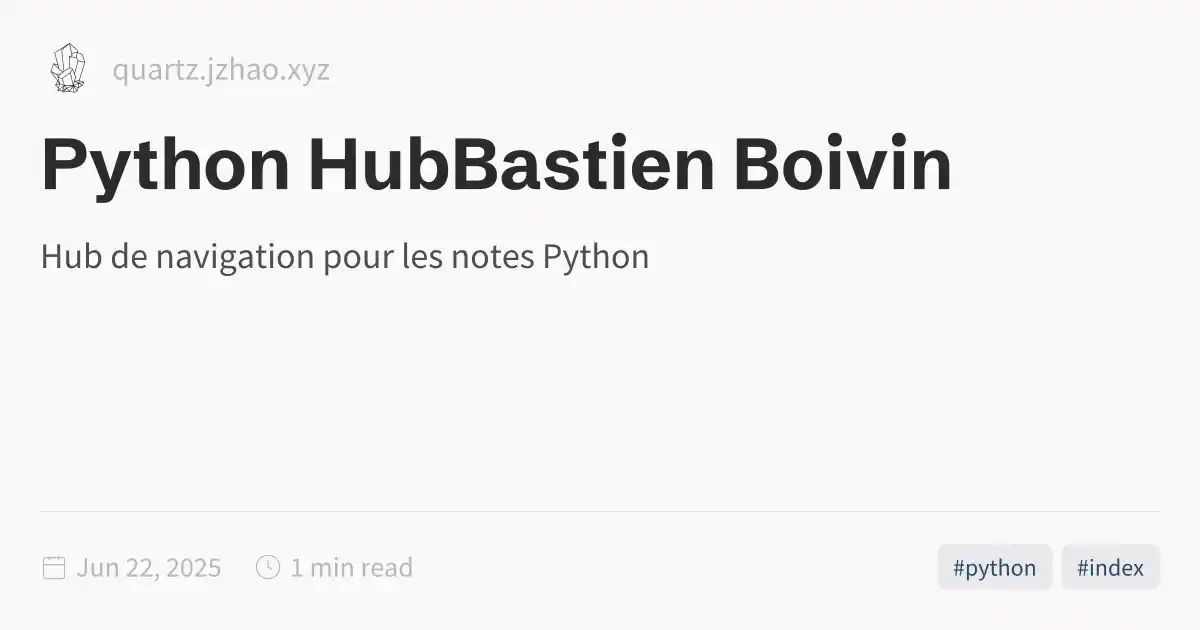 quartz.jzhao.xyz
Python HubBastien Boivin
Hub de navigation pour les notes Python
Jun 22, 2025 1 min read #python #index